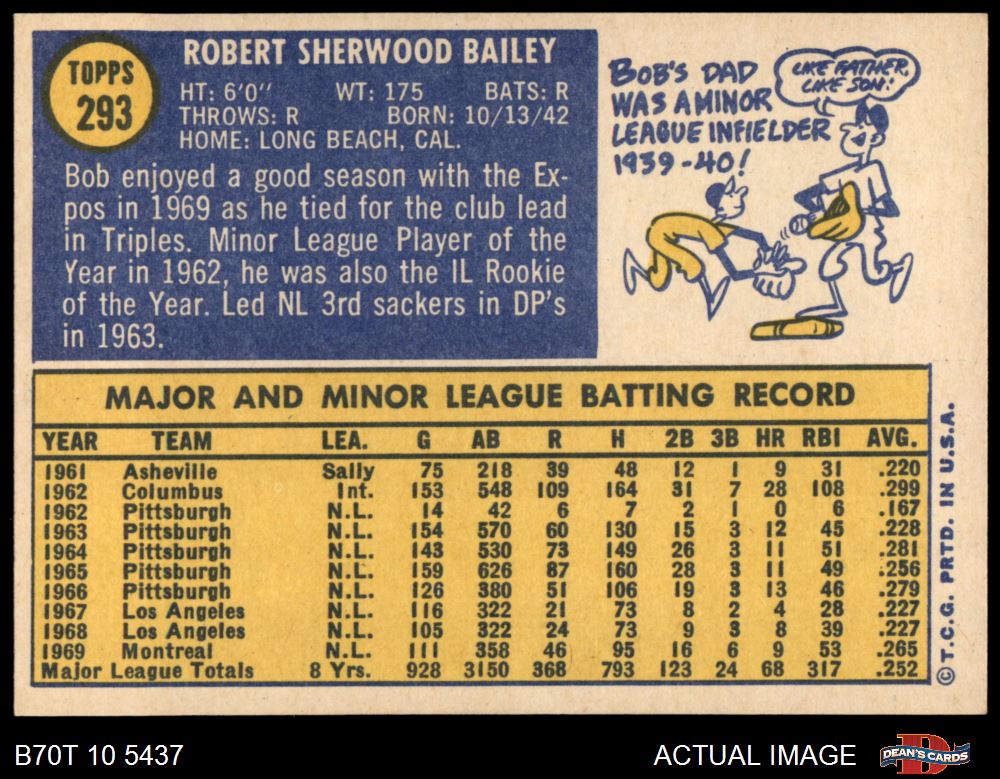 TOPPS
293
ROBERT SHERWOOD BAILEY
HT: 6'0" WT: 175 BATS: R
THROWS: R BORN: 10/13/42
HOME: LONG BEACH, CAL.
Bob enjoyed a good season with the Ex-
pos in 1969 as he tied for the club lead
in Triples. Minor League Player of the
Year in 1962, he was also the IL Rookie
of the Year. Led NL 3rd sackers in DP's
in 1963.
BOB'S DAD
WAS A MINOR
LEAGUE INFIELDER
1939-40!
LIKE FATHER,
LIKE SON!
MAJOR AND MINOR LEAGUE BATTING RECORD
YEAR TEAM LEA. G AB R H 2B 3B HR RBI AVG.
1961 Asheville Sally 75 218 39 48 12 1 9 31 .220
1962 Columbus Int. 153 548 109 164 31 7 28 108 .299
1962 Pittsburgh N.L. 14 42 6 7 2 1 0 6 .167
1963 Pittsburgh N.L. 154 570 60 130 15 3 12 45 .228
1964 Pittsburgh N.L. 143 530 73 149 26 3 11 51 .281
1965 Pittsburgh N.L. 159 626 87 160 28 3 11 49 .256
1966 Pittsburgh N.L. 126 380 51 106 19 3 13 46 .279
1967 Los Angeles N.L. 116 322 21 73 8 2 4 28 .227
1968 Los Angeles N.L. 105 322 24 73 9 3 8 39 .227
1969 Montreal N.L. 111 358 46 95 16 6 9 53 .265
Major League Totals 8 Yrs. 928 3150 368 793 123 24 68 317 .252
© T.C.G. PRTD. IN U.S.A.
B70T 10 5437
ACTUAL IMAGE
DEAN'S CARDS